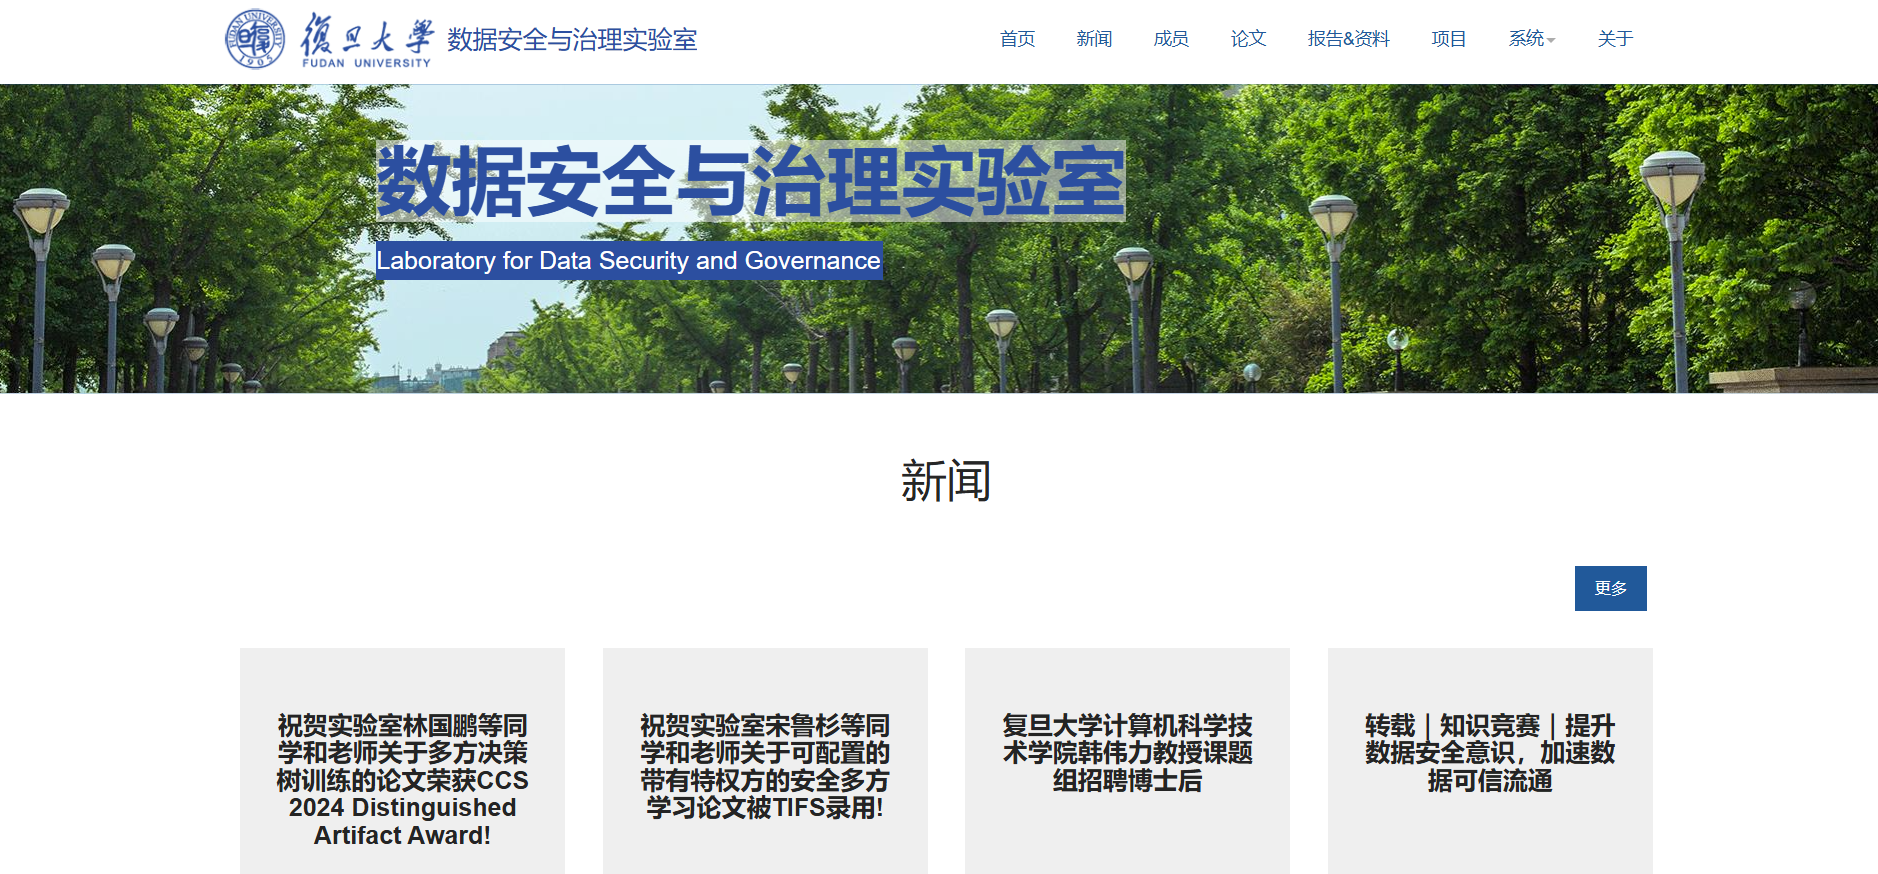 FUDAN UNIVERSITY
1905
復旦大學
FUDAN UNIVERSITY
数据安全与治理实验室
首页 新闻 成员 论文 报告&资料 项目 系统 关于
数据安全与治理实验室
Laboratory for Data Security and Governance
新闻
更多
祝贺实验室林国鹏等同
学和老师关于多方决策
树训练的论文荣获CCS
2024 Distinguished
Artifact Award!
祝贺实验室宋鲁杉等同
学和老师关于可配置的
带有特权方的安全多方
学习论文被TIFS录用!
复旦大学计算机科学技
术学院韩伟力教授课题
组招聘博士后
转载｜知识竞赛｜提升
数据安全意识，加速数
据可信流通